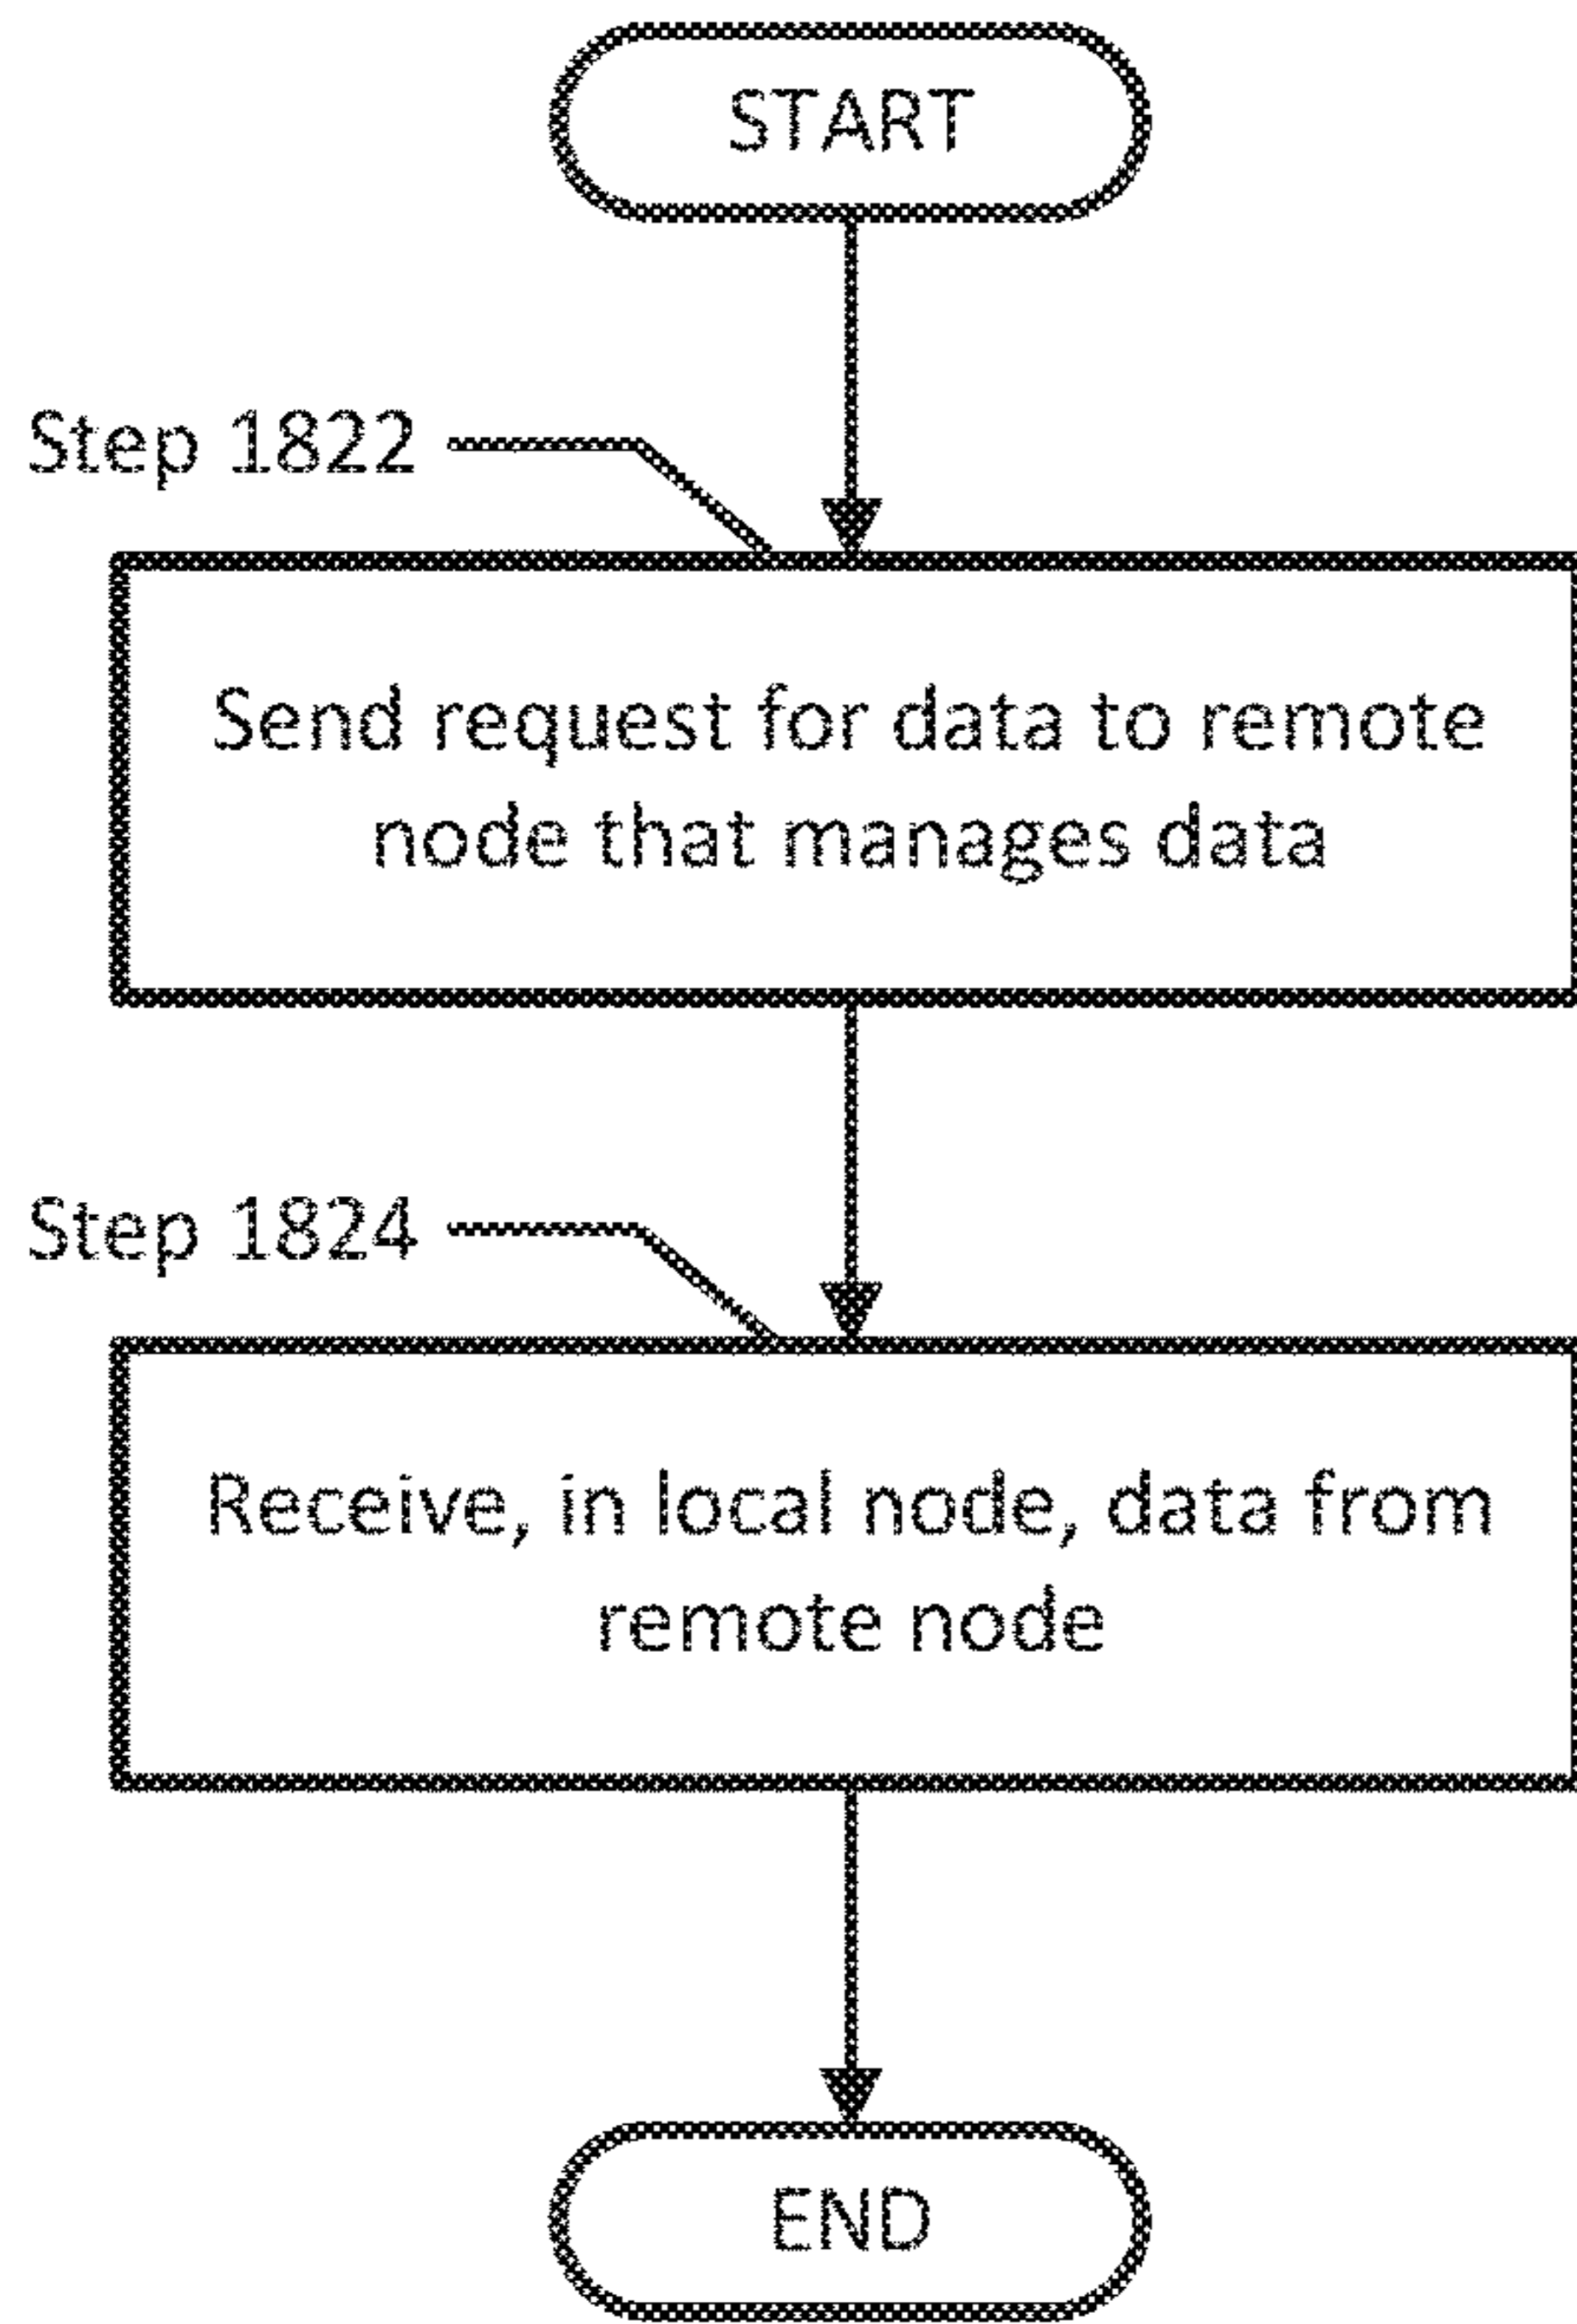 START
Step 1822
Send request for data to remote
node that manages data
Step 1824
Receive, in local node, data from
remote node
END